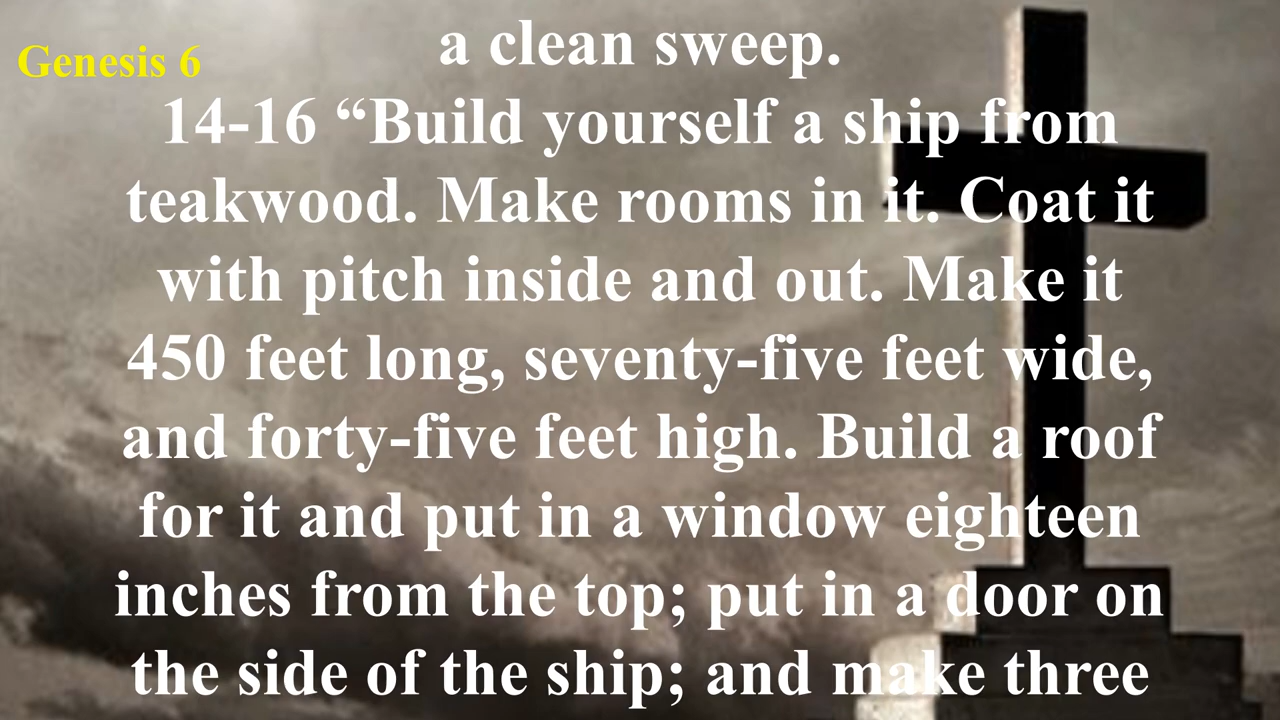 Genesis 6
a clean sweep.
14-16 “Build yourself a ship from
teakwood. Make rooms in it. Coat it
with pitch inside and out. Make it
450 feet long, seventy-five feet wide,
and forty-five feet high. Build a roof
for it and put in a window eighteen
inches from the top; put in a door on
the side of the ship; and make three